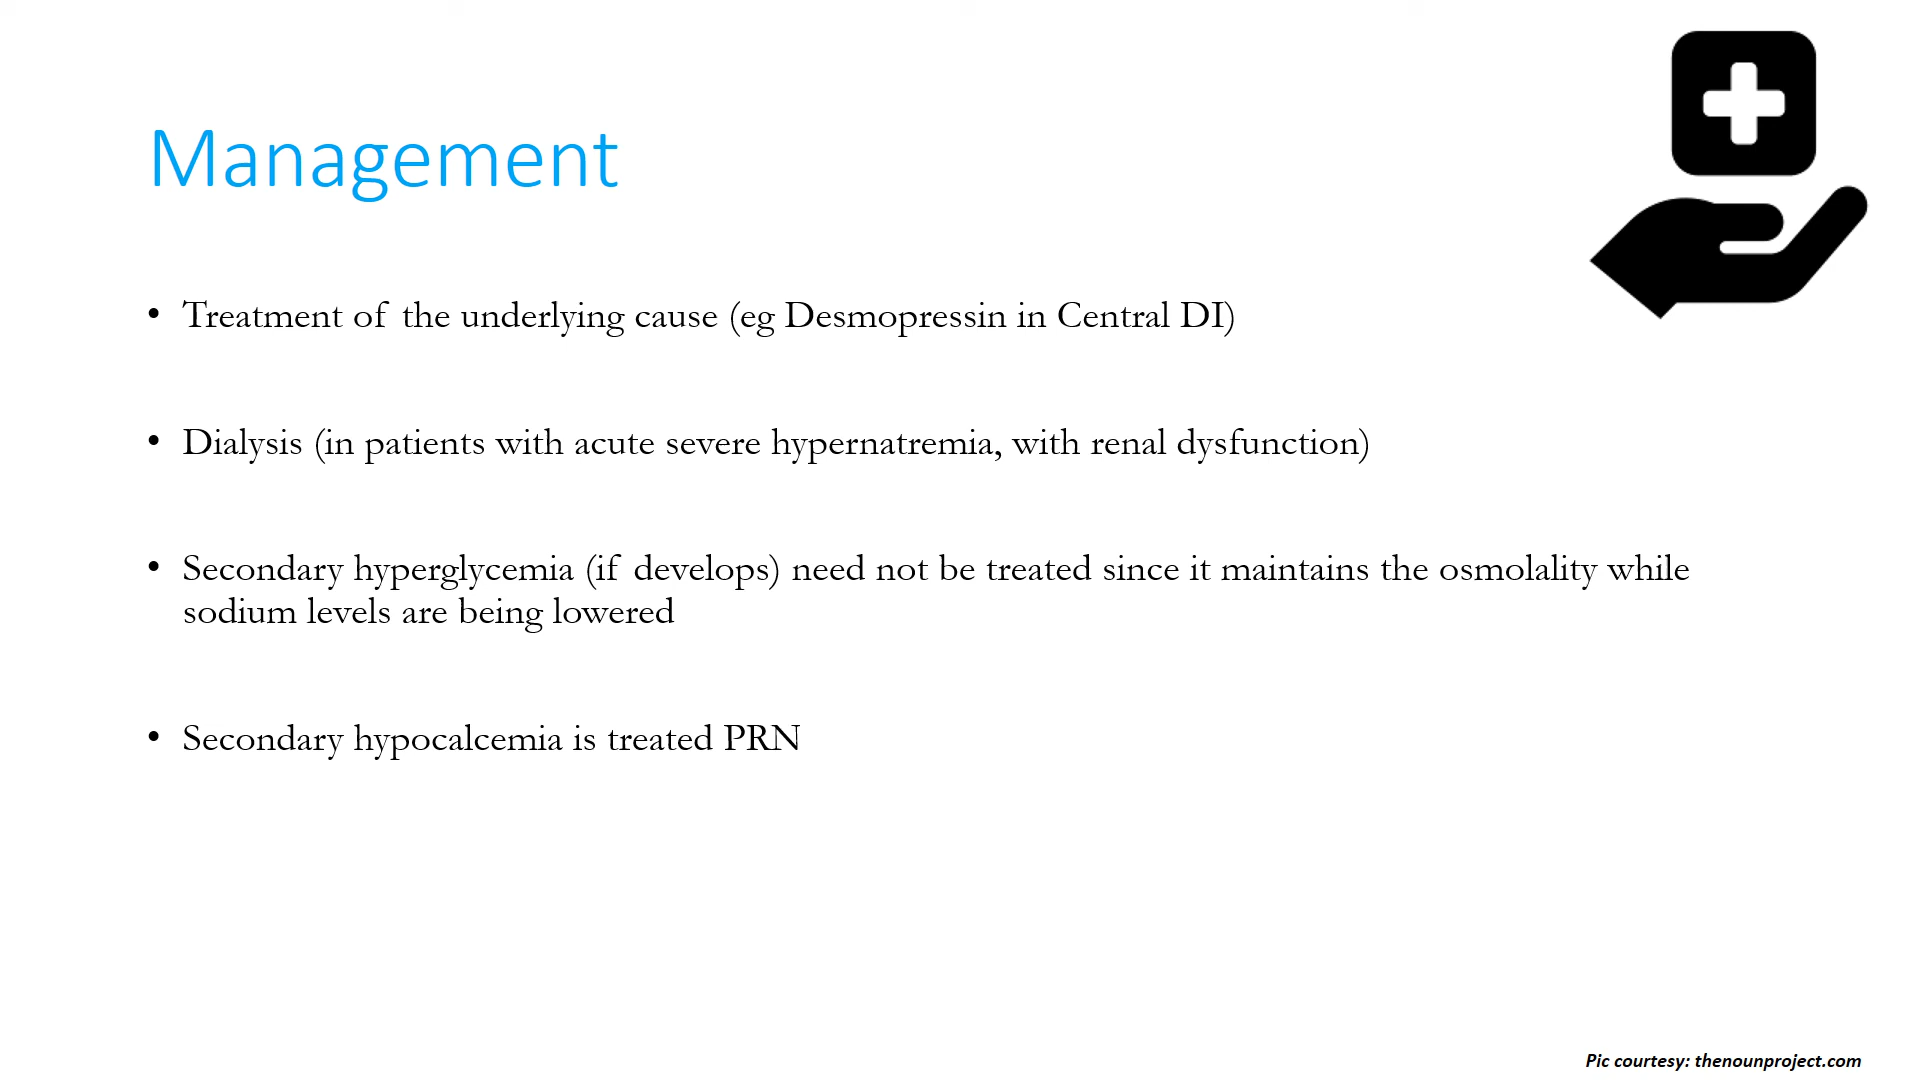 Management
• Treatment of the underlying cause (eg Desmopressin in Central DI)
• Dialysis (in patients with acute severe hypernatremia, with renal dysfunction)
• Secondary hyperglycemia (if develops) need not be treated since it maintains the osmolality while
sodium levels are being lowered
• Secondary hypocalcemia is treated PRN
Pic courtesy: thenounproject.com